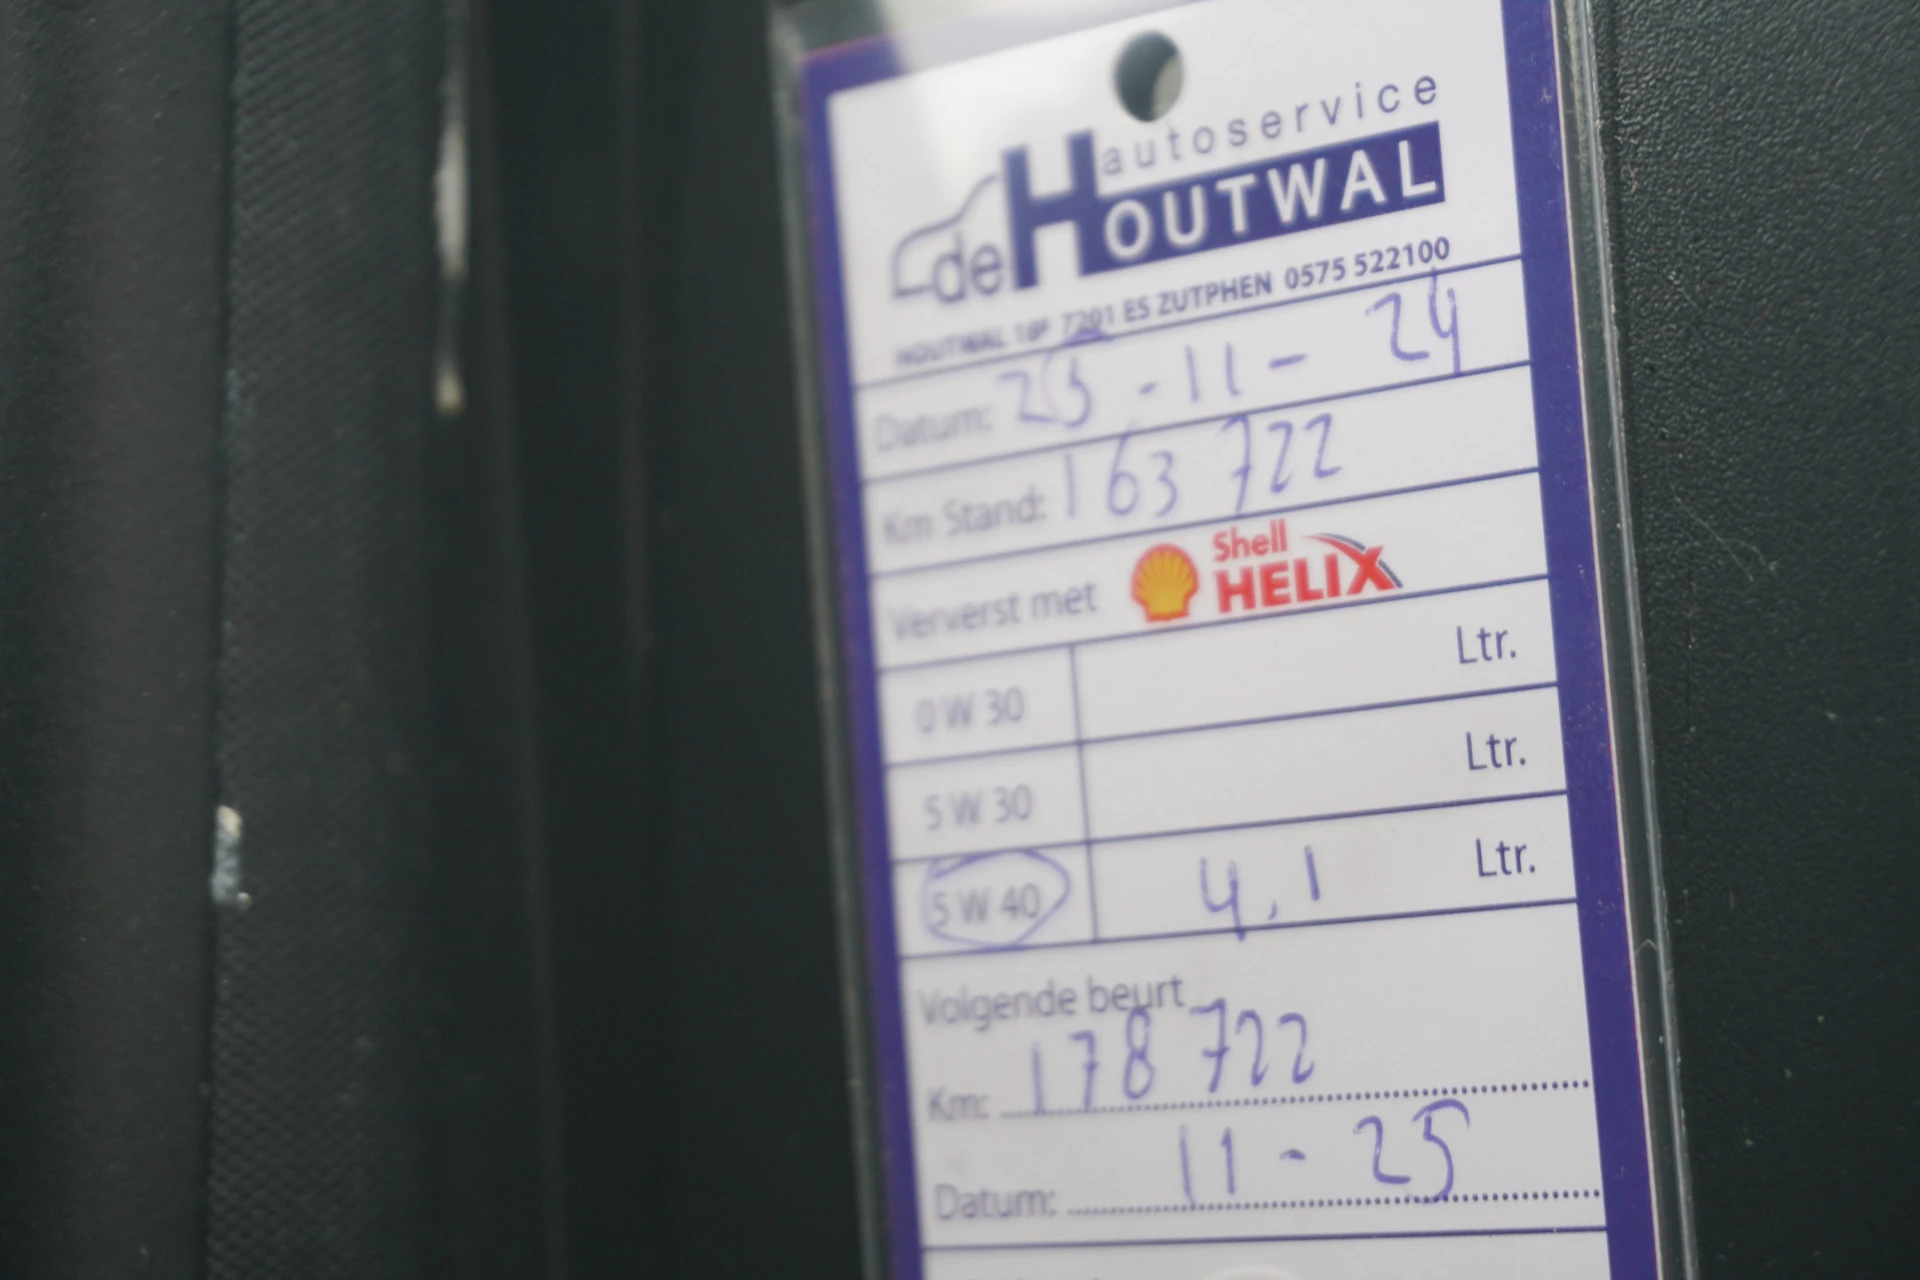 autoservice
de HOUTWAL
HOUTWAL 7201 ES ZUTPHEN 0575 522100
Datum: 25-11-24
Km Stand: 163 722
Ververst met Shell HELIX
0 W 30 Ltr.
5 W 30 Ltr.
5 W 40 4,1 Ltr.
Volgende beurt
Km: 178 722
Datum: 11-25